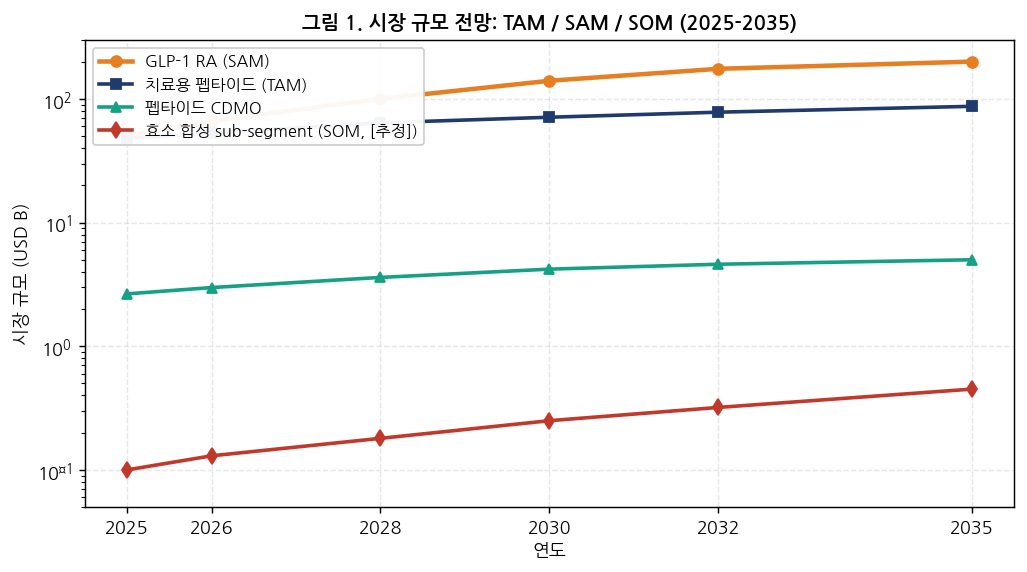 그림 1. 시장 규모 전망: TAM / SAM / SOM (2025-2035)
GLP-1 RA (SAM)
치료용 펩타이드 (TAM)
펩타이드 CDMO
효소 합성 sub-segment (SOM, [추정])
시장 규모 (USD B)
10²
10¹
10⁰
10¤¹
2025 2026 2028 2030 2032 2035
연도